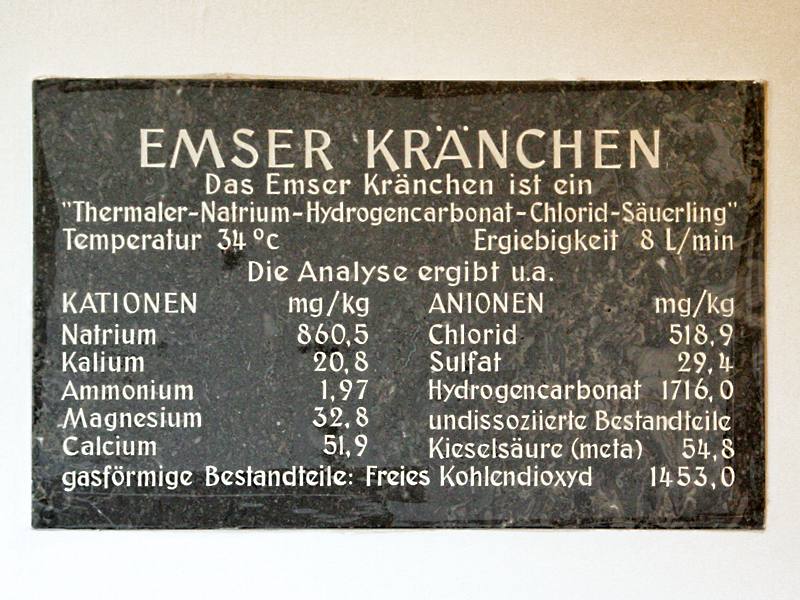 EMSER KRÄNCHEN
Das Emser Kränchen ist ein
"Thermaler-Natrium-Hydrogencarbonat-Chlorid-Säuerling"
Temperatur 34 °c Ergiebigkeit 8 L/min
Die Analyse ergibt u.a.
KATIONEN mg/kg ANIONEN mg/kg
Natrium 860,5 Chlorid 518,9
Kalium 20,8 Sulfat 29,4
Ammonium 1,97 Hydrogencarbonat 1716,0
Magnesium 32,8 undissoziierte Bestandteile
Calcium 51,9 Kieselsäure (meta) 54,8
gasförmige Bestandteile: Freies Kohlendioxyd 1453,0